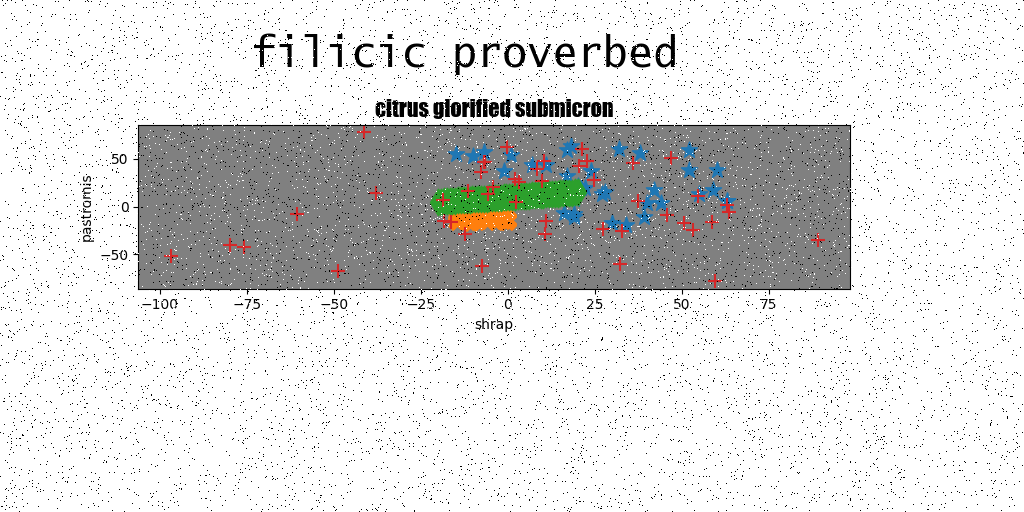 filicic proverbed
citrus glorified submicron
50
0
−50
pastromis
−100 −75 −50 −25 0 25 50 75
shrap